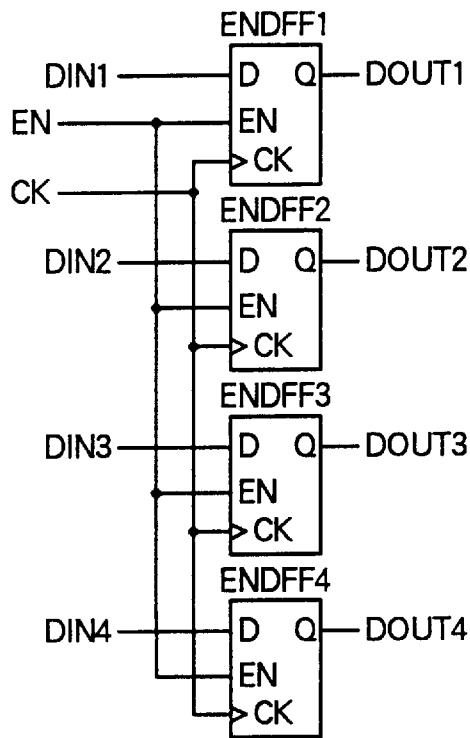 ENDFF1
DIN1 D Q DOUT1
EN EN
CK
CK
ENDFF2
DIN2 D Q DOUT2
EN
CK
ENDFF3
DIN3 D Q DOUT3
EN
CK
ENDFF4
DIN4 D Q DOUT4
EN
CK